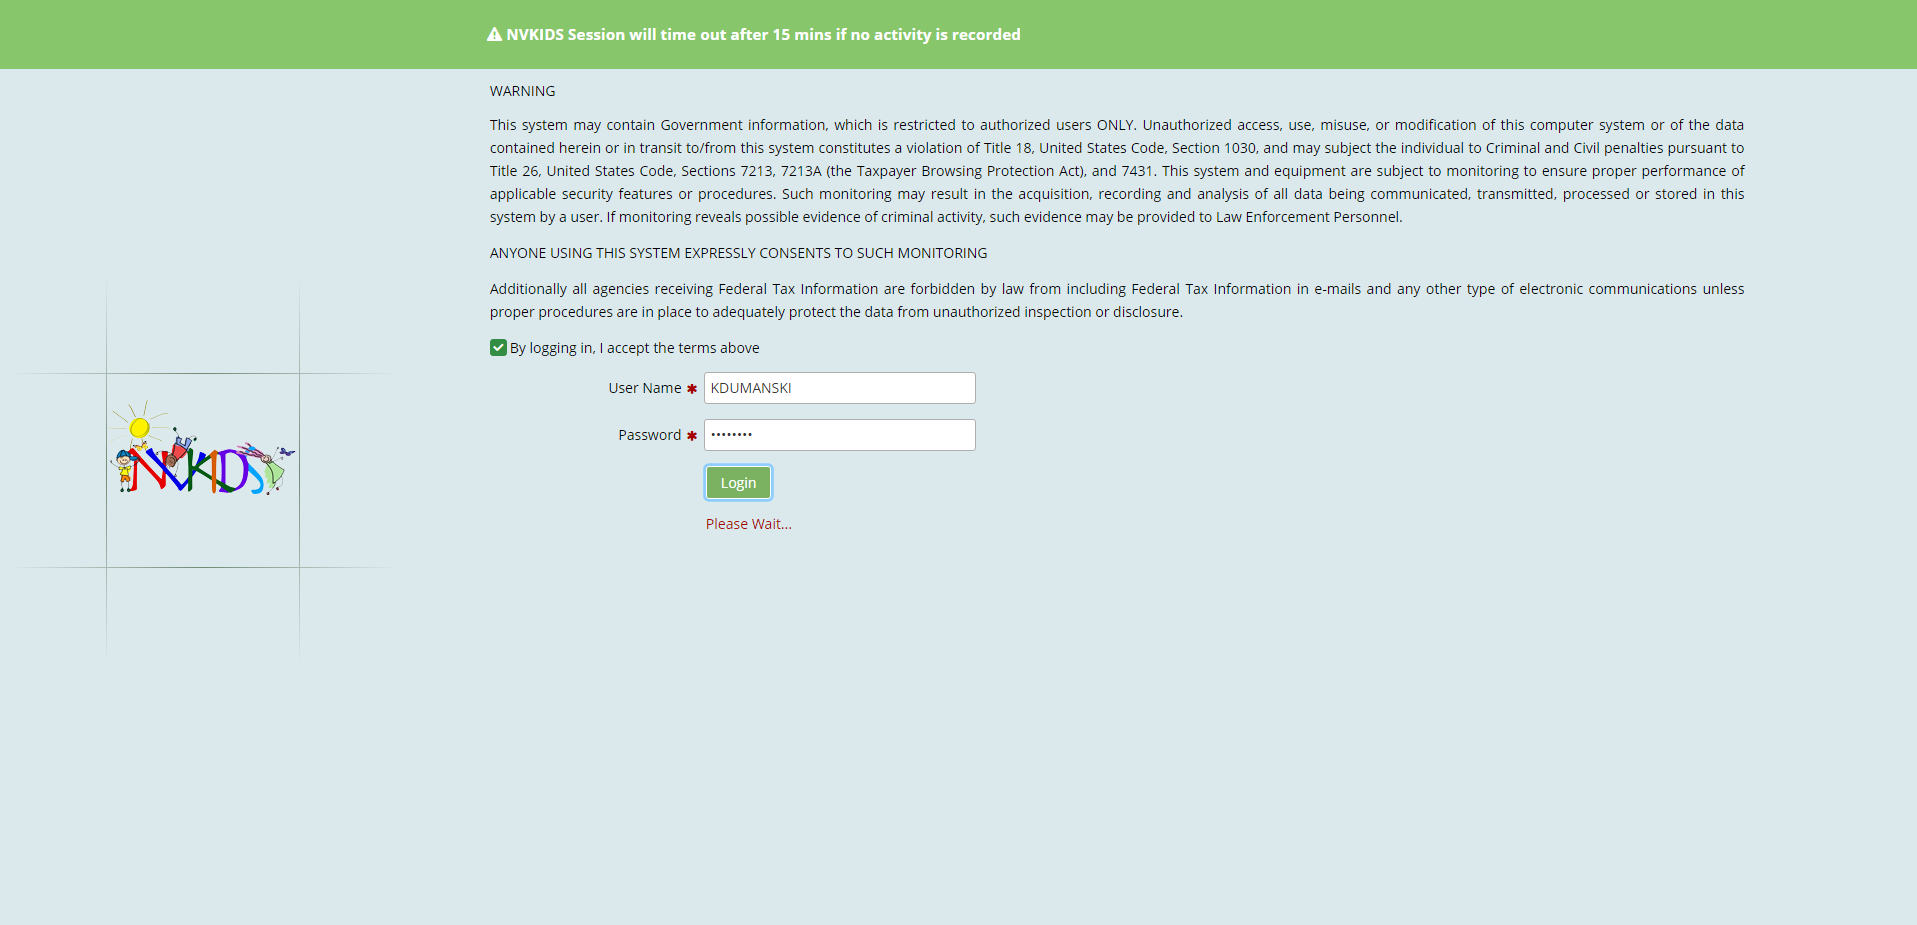 NVKIDS Session will time out after 15 mins if no activity is recorded
WARNING
This system may contain Government information, which is restricted to authorized users ONLY. Unauthorized access, use, misuse, or modification of this computer system or of the data
contained herein or in transit to/from this system constitutes a violation of Title 18, United States Code, Section 1030, and may subject the individual to Criminal and Civil penalties pursuant to
Title 26, United States Code, Sections 7213, 7213A (the Taxpayer Browsing Protection Act), and 7431. This system and equipment are subject to monitoring to ensure proper performance of
applicable security features or procedures. Such monitoring may result in the acquisition, recording and analysis of all data being communicated, transmitted, processed or stored in this
system by a user. If monitoring reveals possible evidence of criminal activity, such evidence may be provided to Law Enforcement Personnel.
ANYONE USING THIS SYSTEM EXPRESSLY CONSENTS TO SUCH MONITORING
Additionally all agencies receiving Federal Tax Information are forbidden by law from including Federal Tax Information in e-mails and any other type of electronic communications unless
proper procedures are in place to adequately protect the data from unauthorized inspection or disclosure.
By logging in, I accept the terms above
User Name * KDUMANSKI
Password * ••••••••
NVKIDS
Login
Please Wait...